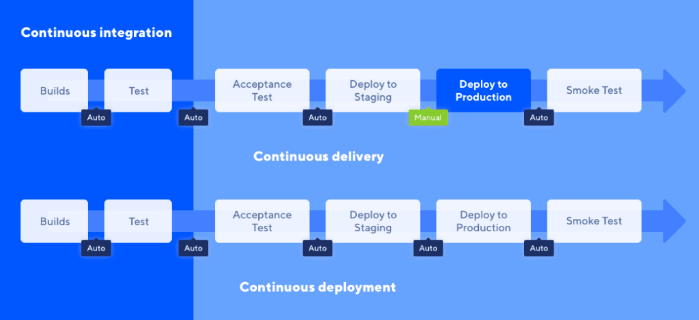 Continuous integration
Builds
Test
Acceptance
Test
Deploy to
Staging
Deploy to
Production
Smoke Test
Auto
Auto
Auto
Manual
Auto
Continuous delivery
Builds
Test
Acceptance
Test
Deploy to
Staging
Deploy to
Production
Smoke Test
Auto
Auto
Auto
Auto
Auto
Continuous deployment